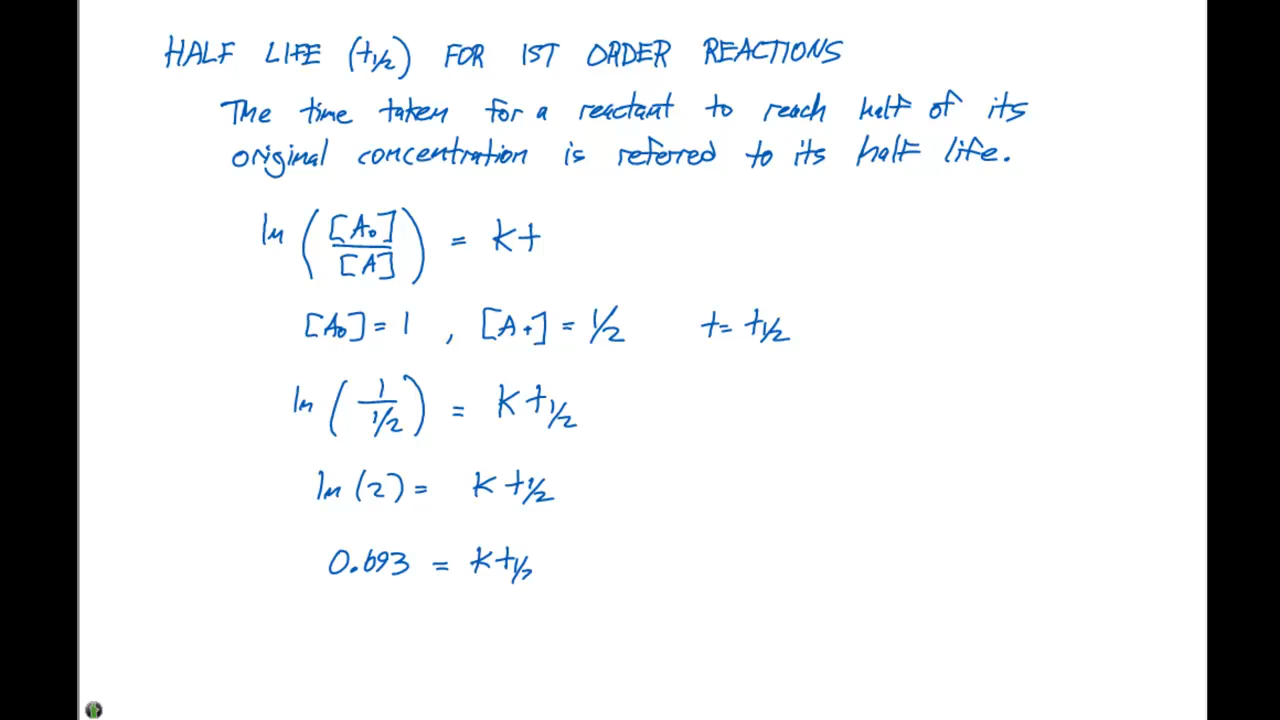 HALF LIFE (t1/2) FOR 1ST ORDER REACTIONS
The time taken for a reactant to reach half of its
original concentration is referred to its half life.
ln ([A0]/[A]) = kt
[A0] = 1 , [At] = 1/2 t = t1/2
ln (1/1/2) = kt1/2
ln (2) = kt1/2
0.693 = kt1/2